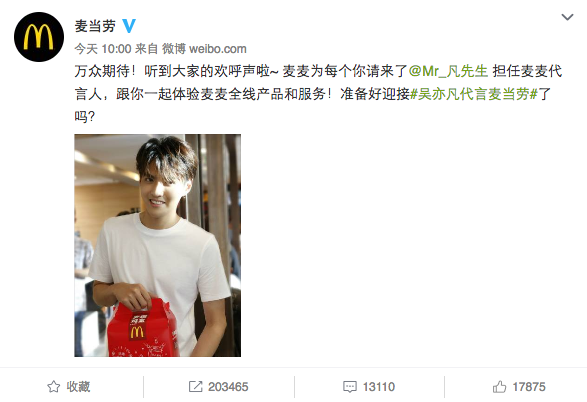 麦当劳
今天 10:00 来自 微博 weibo.com
万众期待！听到大家的欢呼声啦~ 麦麦为每个你请来了@Mr_凡先生 担任麦麦代
言人，跟你一起体验麦麦全线产品和服务！准备好迎接#吴亦凡代言麦当劳#了
吗?
收藏 203465 13110 17875